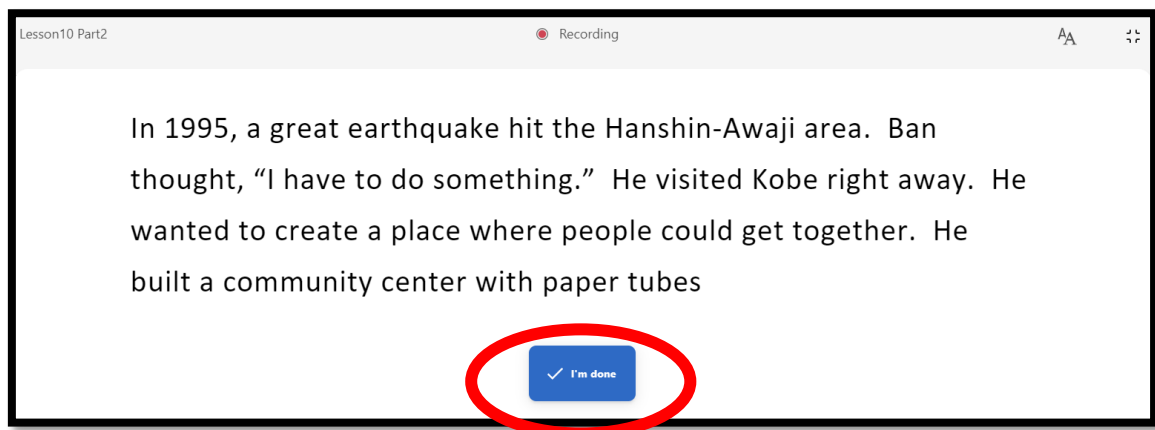 Lesson10 Part2
Recording
AA
In 1995, a great earthquake hit the Hanshin-Awaji area.  Ban
thought, “I have to do something.”  He visited Kobe right away.  He
wanted to create a place where people could get together.  He
built a community center with paper tubes
I'm done